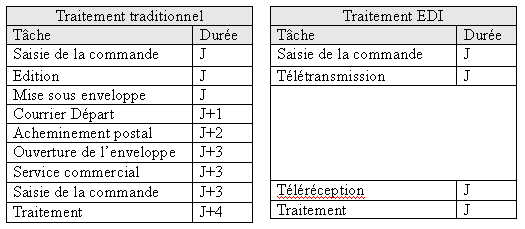 Traitement traditionnel
Tâche Durée
Saisie de la commande J
Edition J
Mise sous enveloppe J
Courrier Départ J+1
Acheminement postal J+2
Ouverture de l'enveloppe J+3
Service commercial J+3
Saisie de la commande J+3
Traitement J+4
Traitement EDI
Tâche Durée
Saisie de la commande J
Télétransmission J
Téléréception J
Traitement J